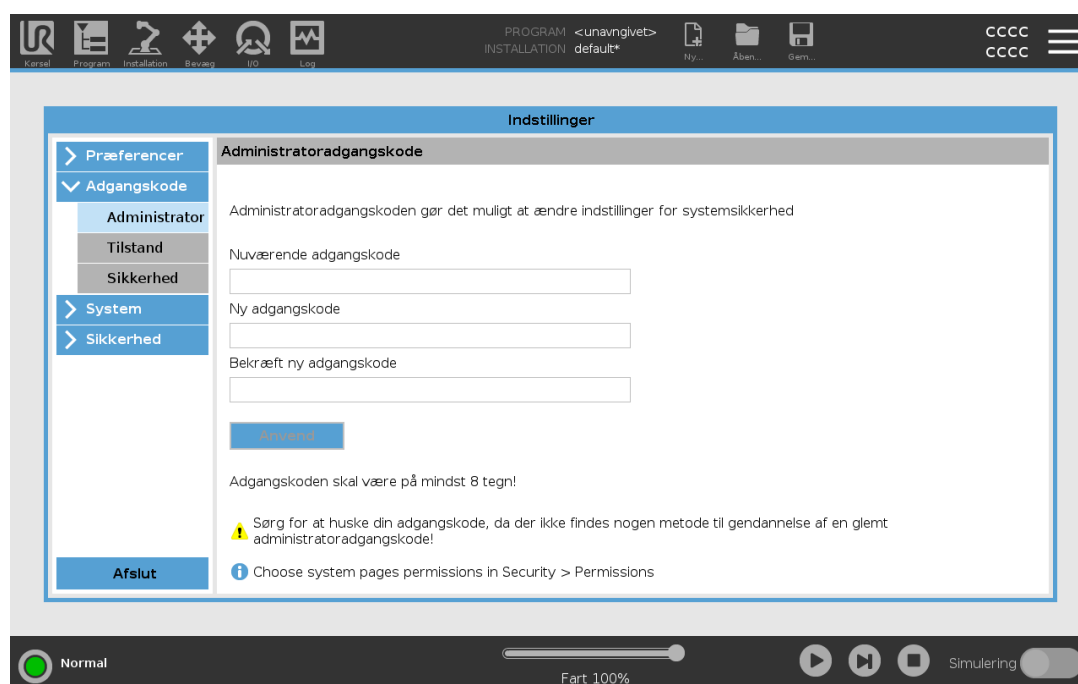 UR
PROGRAM <unavngivet>
INSTALLATION default*
cccc
cccc
Kørsel Program Installation Bevæg I/O Log Ny... Åben... Gem...
Indstillinger
Præferencer
Adgangskode
Administrator
Tilstand
Sikkerhed
System
Sikkerhed
Afslut
Administratoradgangskode
Administratoradgangskoden gør det muligt at ændre indstillinger for systemsikkerhed
Nuværende adgangskode
Ny adgangskode
Bekræft ny adgangskode
Anvend
Adgangskoden skal være på mindst 8 tegn!
Sørg for at huske din adgangskode, da der ikke findes nogen metode til gendannelse af en glemt
administratoradgangskode!
Choose system pages permissions in Security > Permissions
Normal
Fart 100%
Simulering